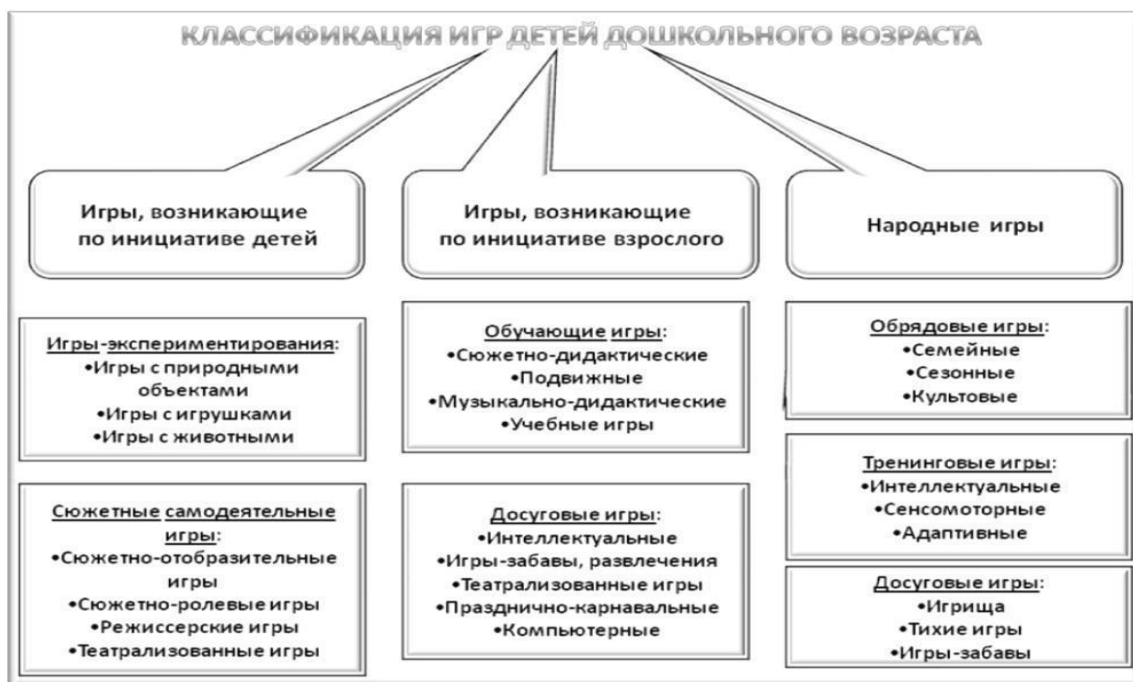 КЛАССИФИКАЦИЯ ИГР ДЕТЕЙ ДОШКОЛЬНОГО ВОЗРАСТА
Игры, возникающие
по инициативе детей
Игры-экспериментирования:
•Игры с природными
объектами
•Игры с игрушками
•Игры с животными
Сюжетные самодеятельные
игры:
•Сюжетно-отобразительные
игры
•Сюжетно-ролевые игры
•Режиссерские игры
•Театрализованные игры
Игры, возникающие
по инициативе взрослого
Обучающие игры:
•Сюжетно-дидактические
•Подвижные
•Музыкально-дидактические
•Учебные игры
Досуговые игры:
•Интеллектуальные
•Игры-забавы, развлечения
•Театрализованные игры
•Празднично-карнавальные
•Компьютерные
Народные игры
Обрядовые игры:
•Семейные
•Сезонные
•Культовые
Тренинговые игры:
•Интеллектуальные
•Сенсомоторные
•Адаптивные
Досуговые игры:
•Игрища
•Тихие игры
•Игры-забавы